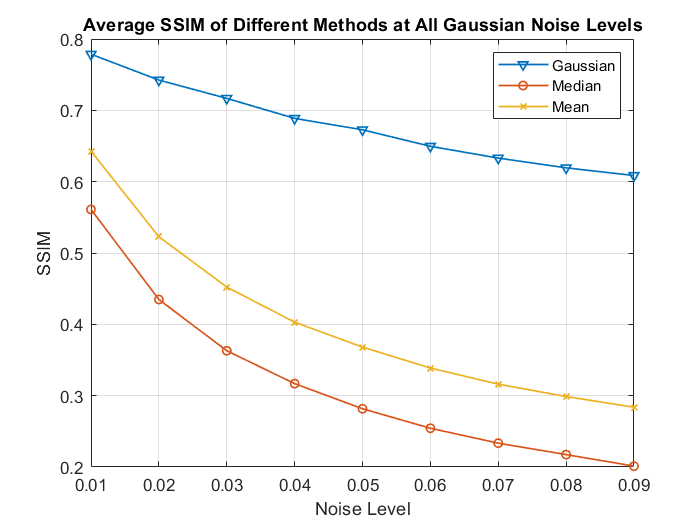 Average SSIM of Different Methods at All Gaussian Noise Levels
0.8
0.7
0.6
0.5
0.4
0.3
0.2
SSIM
Gaussian
Median
Mean
0.01 0.02 0.03 0.04 0.05 0.06 0.07 0.08 0.09
Noise Level